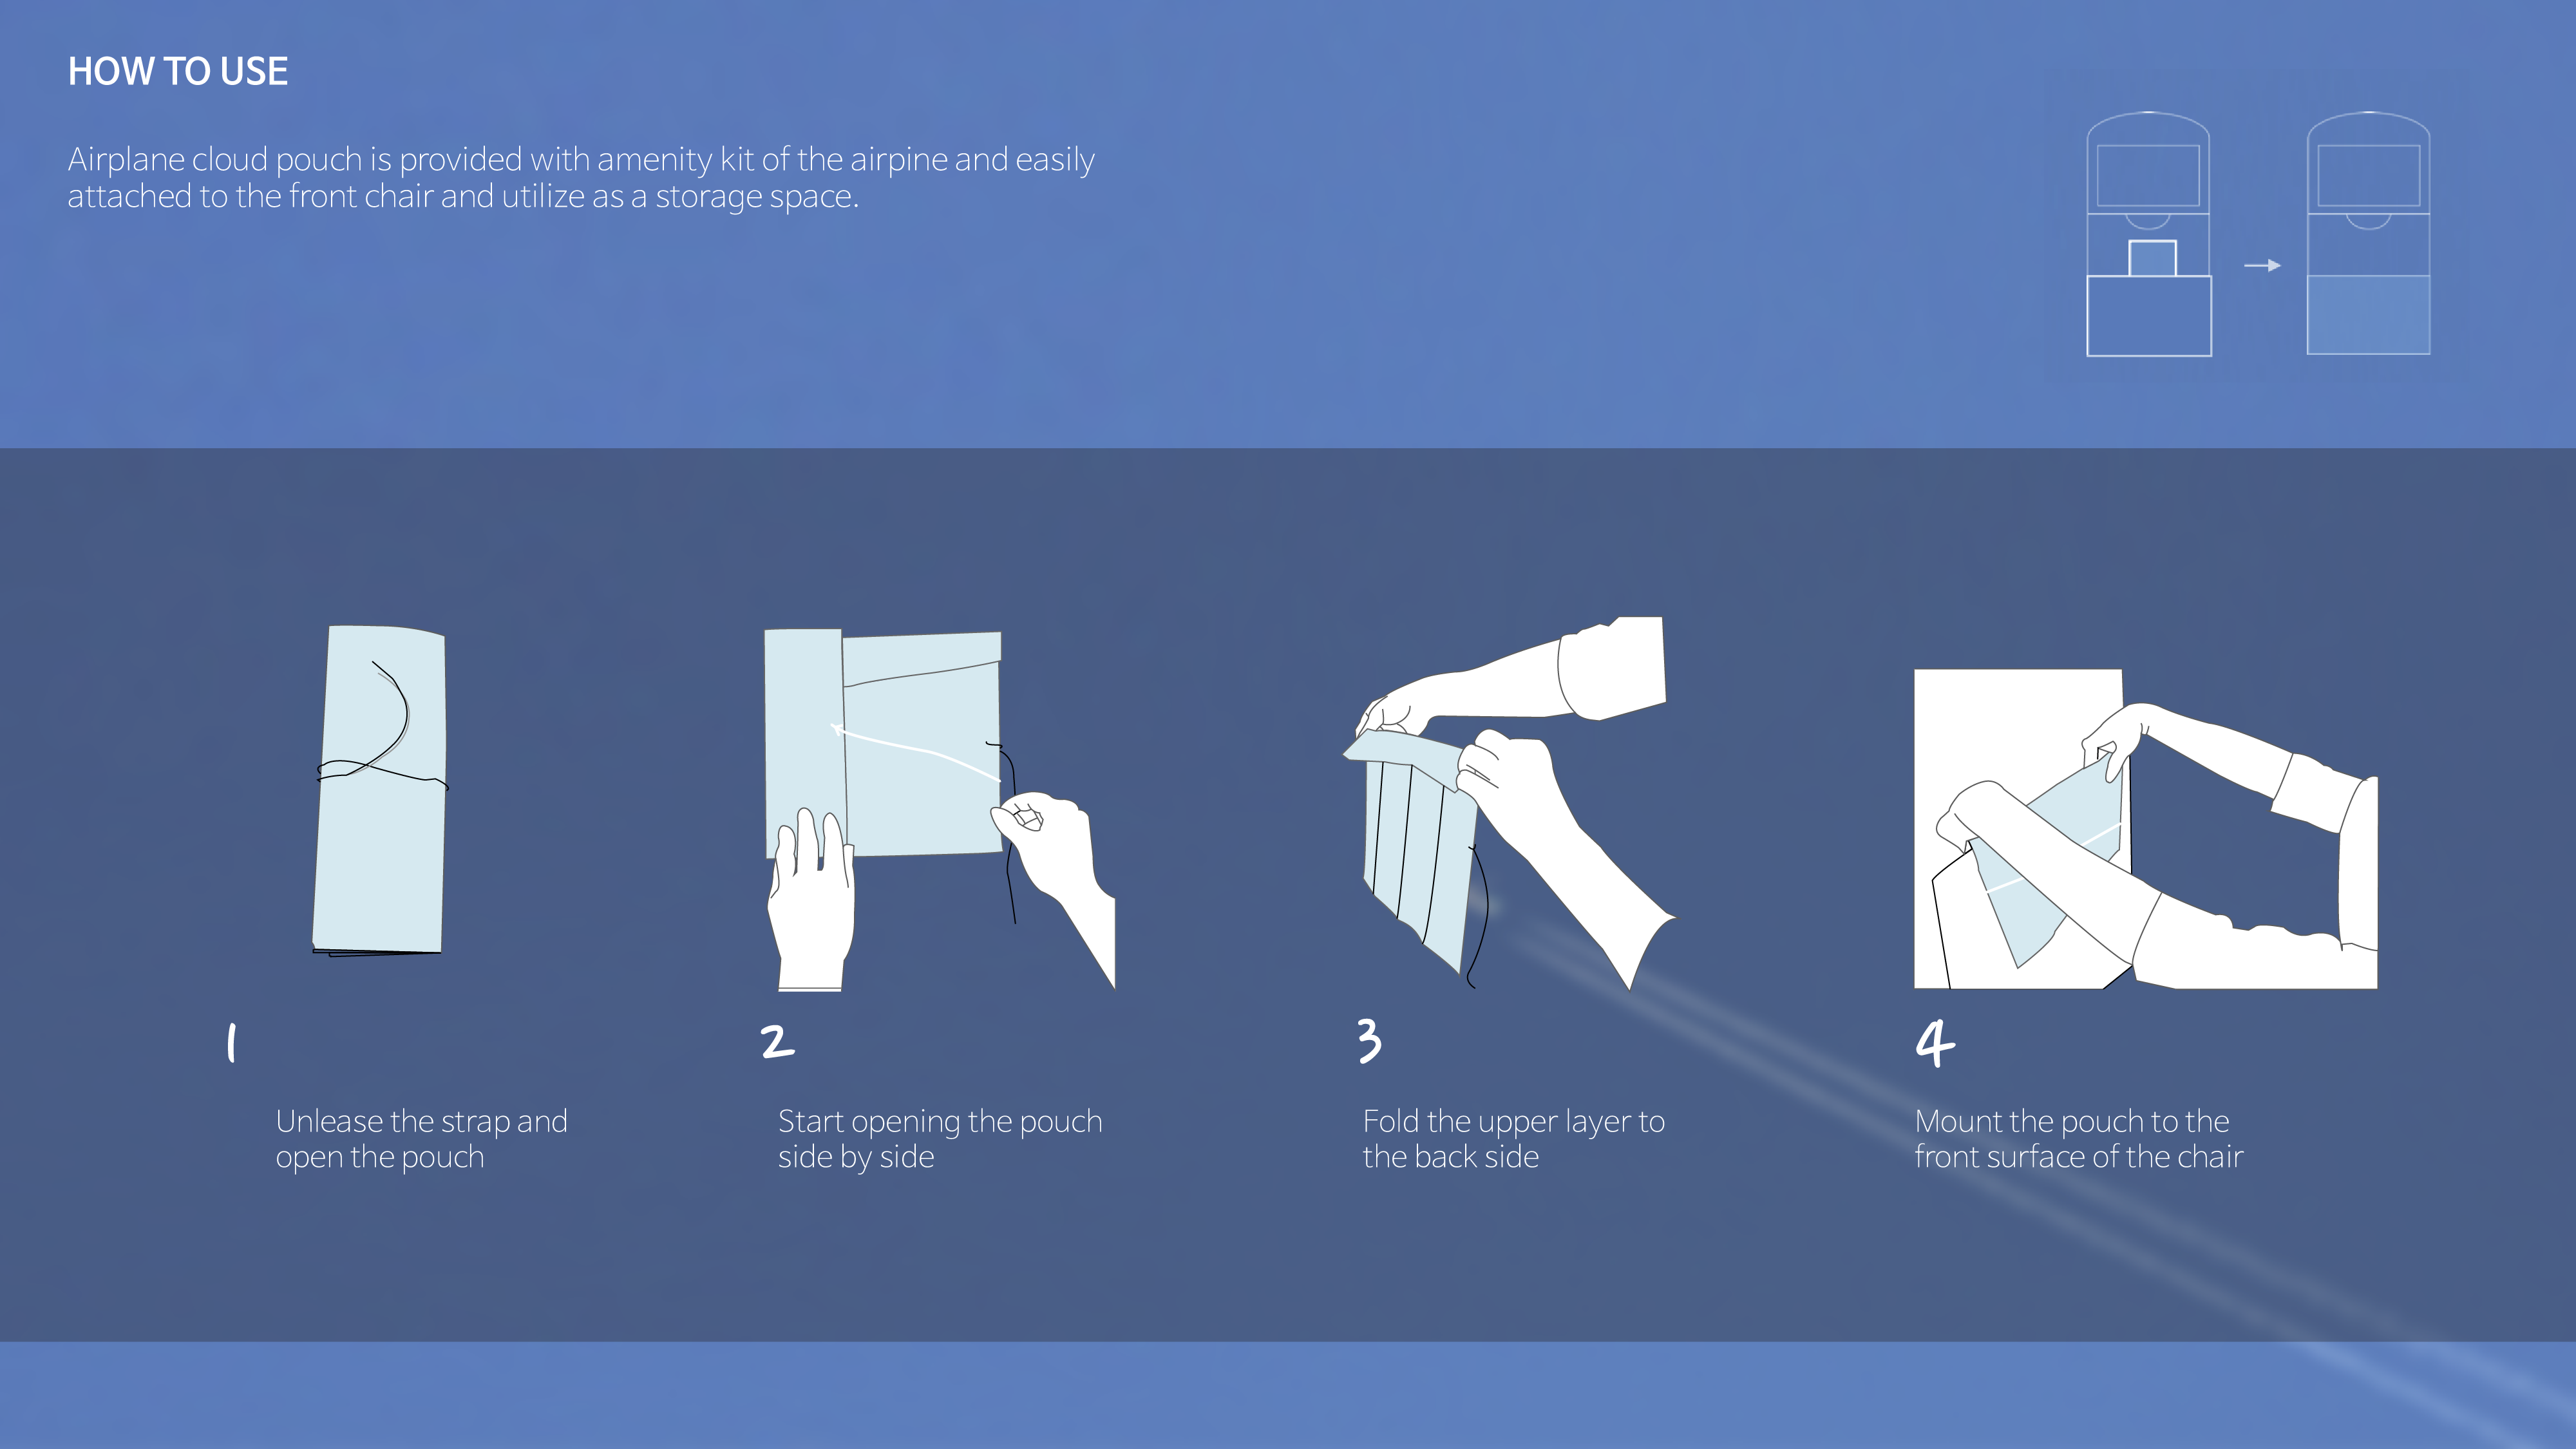 HOW TO USE
Airplane cloud pouch is provided with amenity kit of the airpine and easily
attached to the front chair and utilize as a storage space.
1
2
3
4
Unlease the strap and
open the pouch
Start opening the pouch
side by side
Fold the upper layer to
the back side
Mount the pouch to the
front surface of the chair